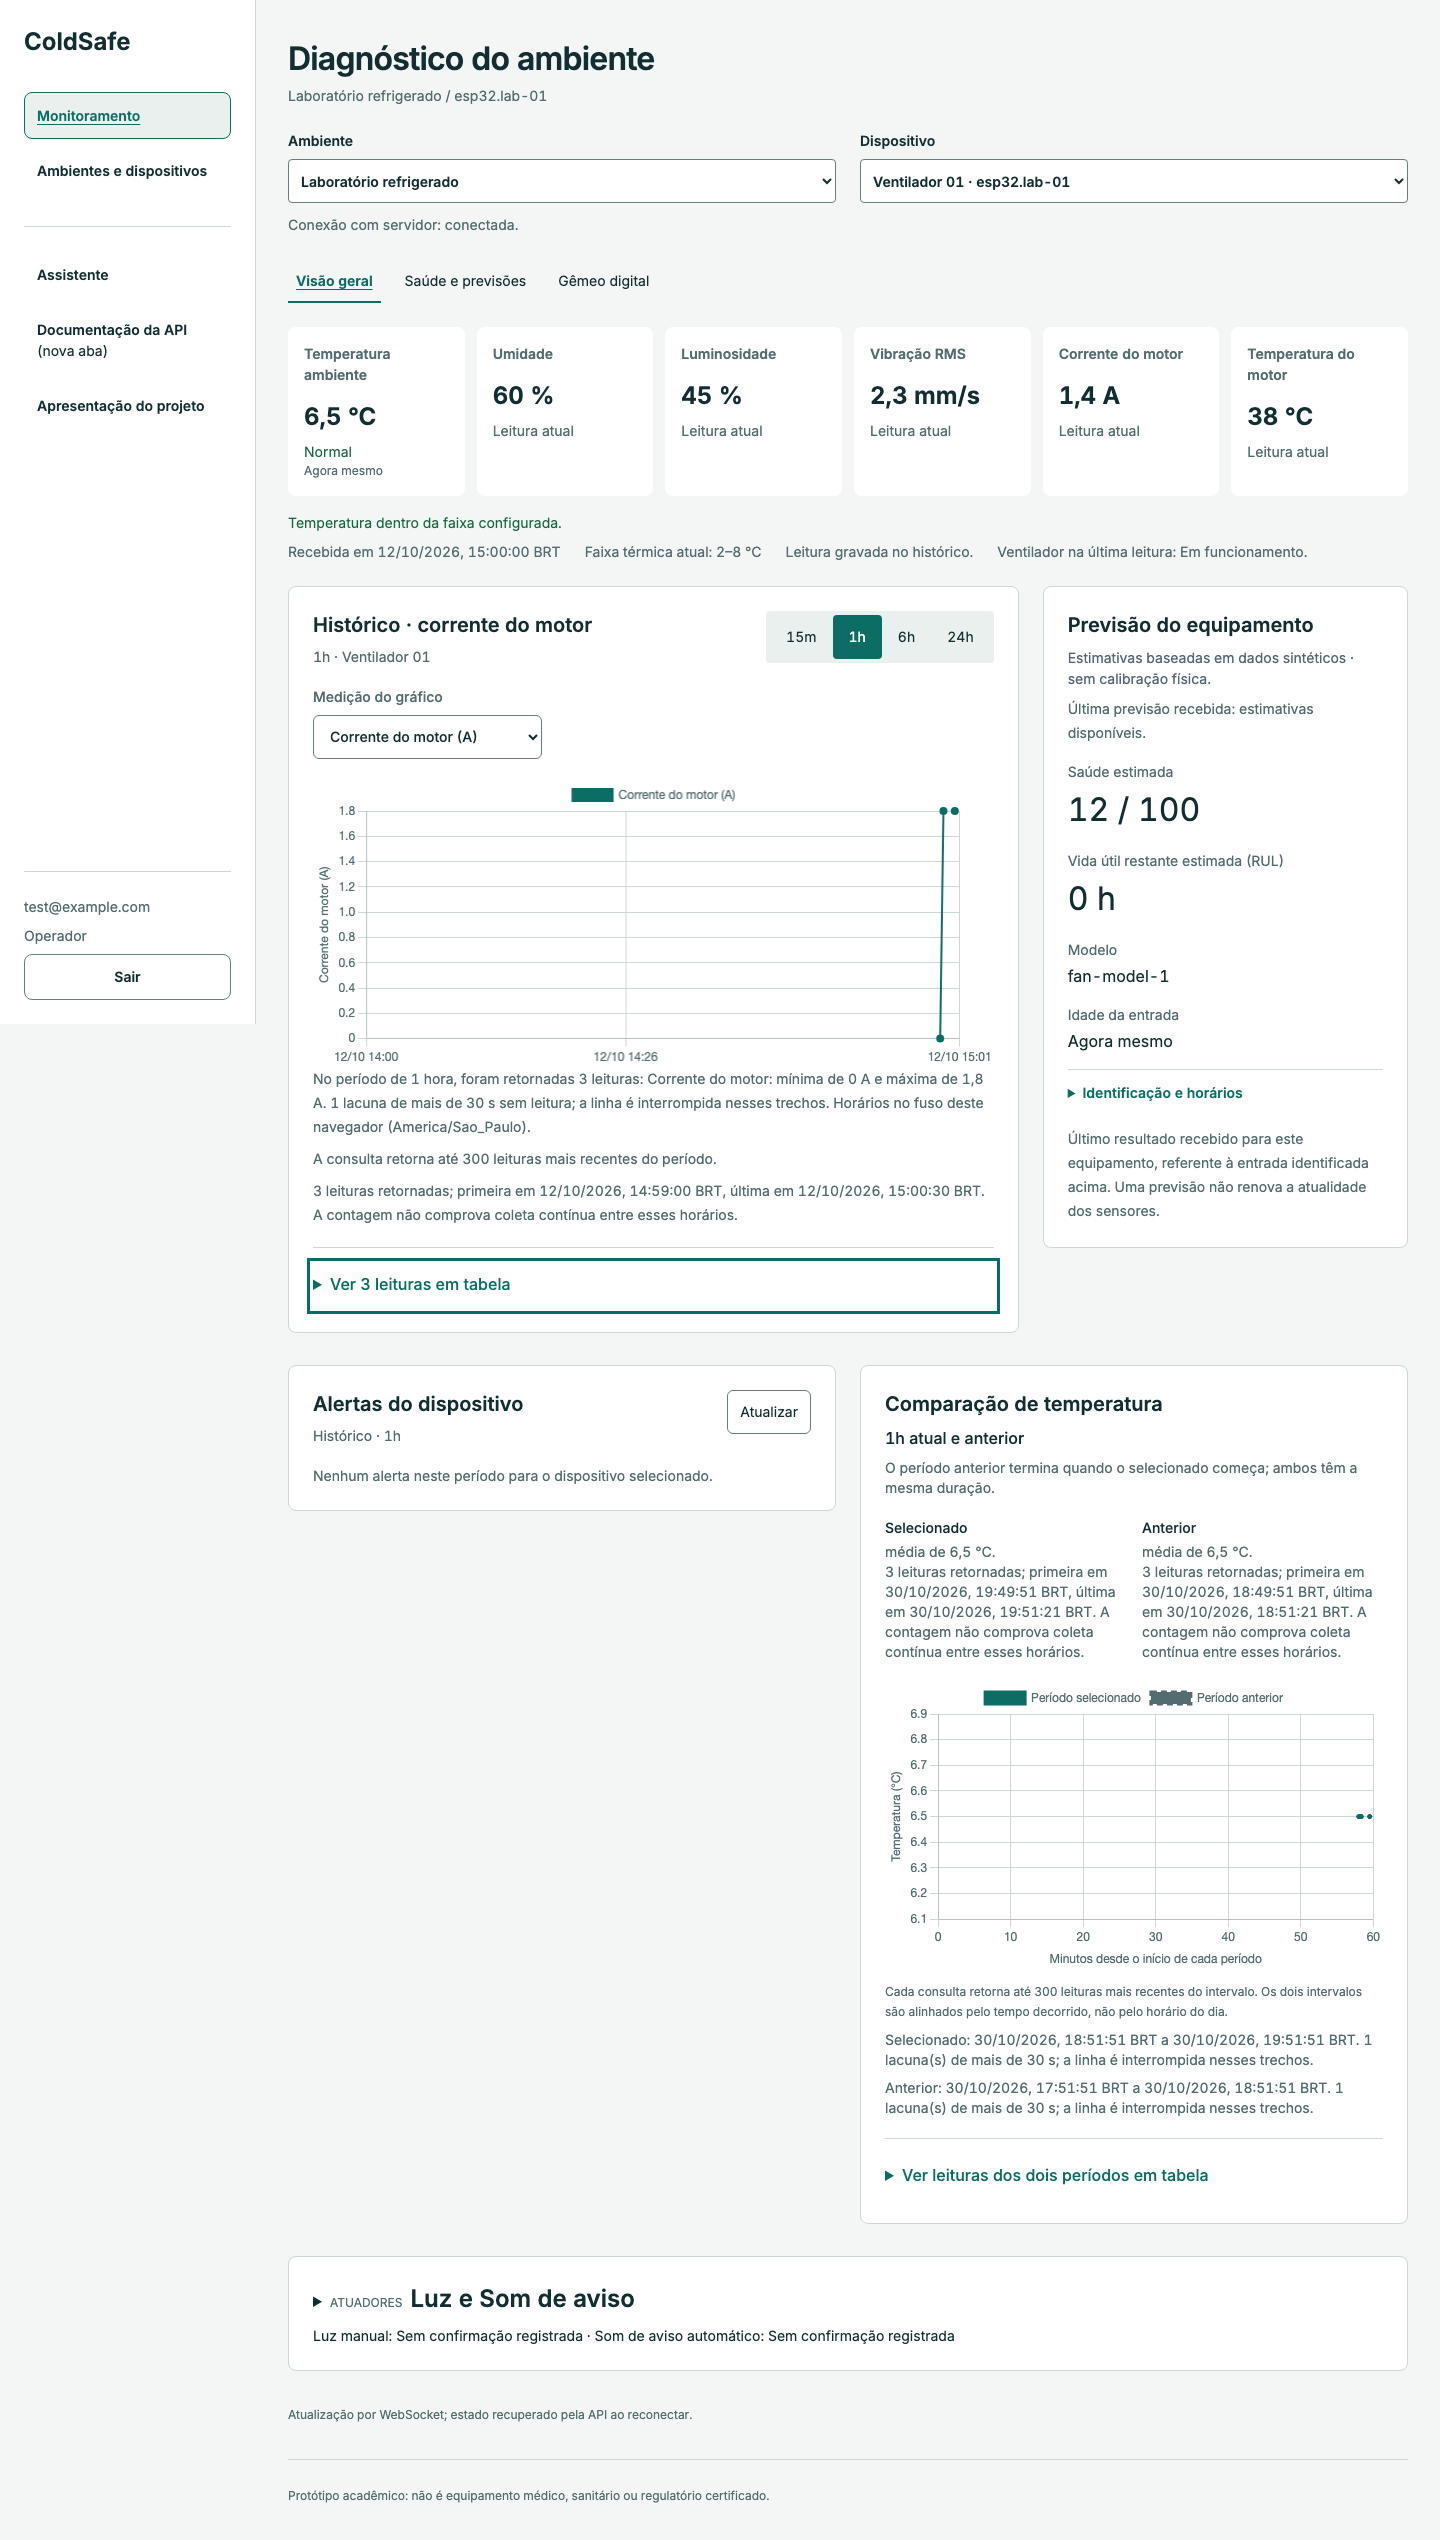 ColdSafe
Monitoramento
Ambientes e dispositivos
Assistente
Documentação da API
(nova aba)
Apresentação do projeto
test@example.com
Operador
Sair
Diagnóstico do ambiente
Laboratório refrigerado / esp32.lab-01
Ambiente
Laboratório refrigerado
Dispositivo
Ventilador 01 · esp32.lab-01
Conexão com servidor: conectada.
Visão geral
Saúde e previsões
Gêmeo digital
Temperatura
ambiente
6,5 °C
Normal
Agora mesmo
Umidade
60 %
Leitura atual
Luminosidade
45 %
Leitura atual
Vibração RMS
2,3 mm/s
Leitura atual
Corrente do motor
1,4 A
Leitura atual
Temperatura do
motor
38 °C
Leitura atual
Temperatura dentro da faixa configurada.
Recebida em 12/10/2026, 15:00:00 BRT Faixa térmica atual: 2–8 °C Leitura gravada no histórico. Ventilador na última leitura: Em funcionamento.
Histórico · corrente do motor
1h · Ventilador 01
15m 1h 6h 24h
Medição do gráfico
Corrente do motor (A)
Corrente do motor (A)
Corrente do motor (A)
1.8
1.6
1.4
1.2
1.0
0.8
0.6
0.4
0.2
0
12/10 14:00 12/10 14:26 12/10 15:01
No período de 1 hora, foram retornadas 3 leituras: Corrente do motor: mínima de 0 A e máxima de 1,8
A. 1 lacuna de mais de 30 s sem leitura; a linha é interrompida nesses trechos. Horários no fuso deste
navegador (America/Sao_Paulo).
A consulta retorna até 300 leituras mais recentes do período.
3 leituras retornadas; primeira em 12/10/2026, 14:59:00 BRT, última em 12/10/2026, 15:00:30 BRT.
A contagem não comprova coleta contínua entre esses horários.
Ver 3 leituras em tabela
Previsão do equipamento
Estimativas baseadas em dados sintéticos ·
sem calibração física.
Última previsão recebida: estimativas
disponíveis.
Saúde estimada
12 / 100
Vida útil restante estimada (RUL)
0 h
Modelo
fan-model-1
Idade da entrada
Agora mesmo
Identificação e horários
Último resultado recebido para este
equipamento, referente à entrada identificada
acima. Uma previsão não renova a atualidade
dos sensores.
Alertas do dispositivo
Histórico · 1h
Atualizar
Nenhum alerta neste período para o dispositivo selecionado.
Comparação de temperatura
1h atual e anterior
O período anterior termina quando o selecionado começa; ambos têm a
mesma duração.
Selecionado
média de 6,5 °C.
3 leituras retornadas; primeira em
30/10/2026, 19:49:51 BRT, última
em 30/10/2026, 19:51:21 BRT. A
contagem não comprova coleta
contínua entre esses horários.
Anterior
média de 6,5 °C.
3 leituras retornadas; primeira em
30/10/2026, 18:49:51 BRT, última
em 30/10/2026, 18:51:21 BRT. A
contagem não comprova coleta
contínua entre esses horários.
Período selecionado Período anterior
Temperatura (°C)
6.9
6.8
6.7
6.6
6.5
6.4
6.3
6.2
6.1
0 10 20 30 40 50 60
Minutos desde o início de cada período
Cada consulta retorna até 300 leituras mais recentes do intervalo. Os dois intervalos
são alinhados pelo tempo decorrido, não pelo horário do dia.
Selecionado: 30/10/2026, 18:51:51 BRT a 30/10/2026, 19:51:51 BRT. 1
lacuna(s) de mais de 30 s; a linha é interrompida nesses trechos.
Anterior: 30/10/2026, 17:51:51 BRT a 30/10/2026, 18:51:51 BRT. 1
lacuna(s) de mais de 30 s; a linha é interrompida nesses trechos.
Ver leituras dos dois períodos em tabela
ATUADORES Luz e Som de aviso
Luz manual: Sem confirmação registrada · Som de aviso automático: Sem confirmação registrada
Atualização por WebSocket; estado recuperado pela API ao reconectar.
Protótipo acadêmico: não é equipamento médico, sanitário ou regulatório certificado.